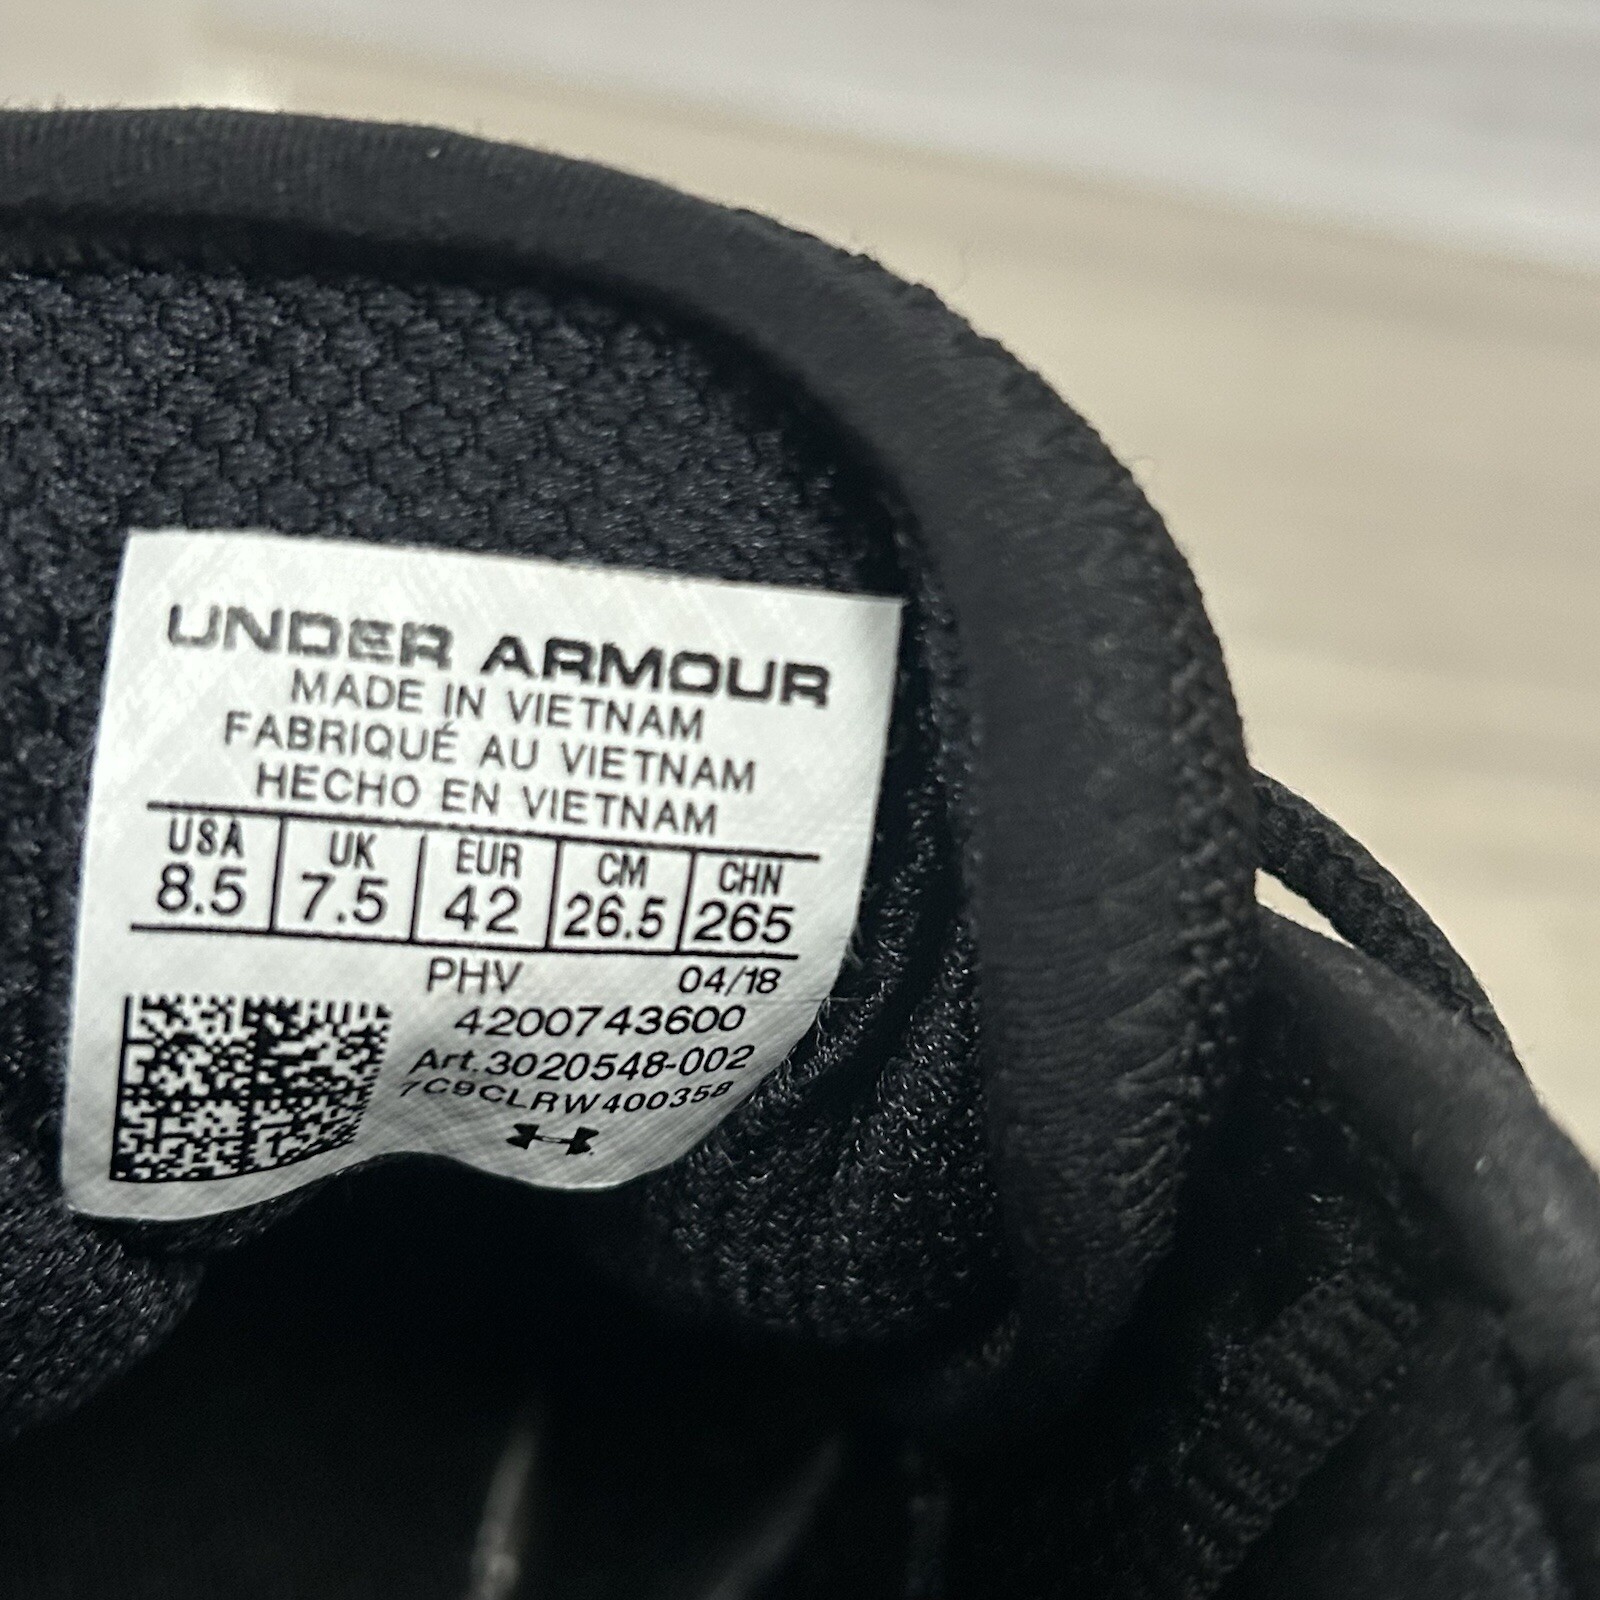 UNDER ARMOUR
MADE IN VIETNAM
FABRIQUÉ AU VIETNAM
HECHO EN VIETNAM
USA UK EUR CM CHN
8.5 7.5 42 26.5 265
PHV 04/18
4200743600
Art.3020548-002
7C9CLRW400358